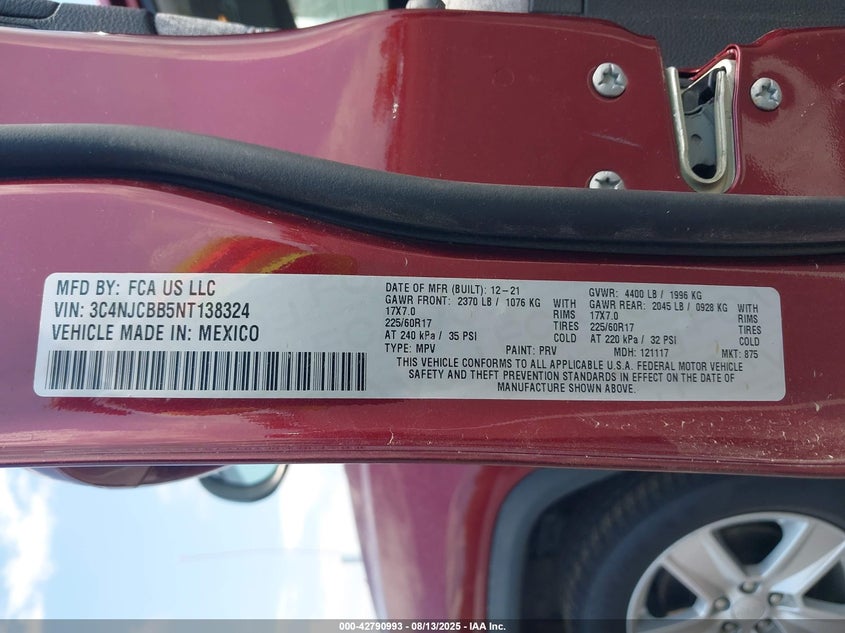 MFD BY: FCA US LLC
VIN: 3C4NJCBB5NT138324
VEHICLE MADE IN: MEXICO
DATE OF MFR (BUILT): 12-21 GVWR: 4400 LB / 1996 KG
GAWR FRONT: 2370 LB / 1076 KG WITH GAWR REAR: 2045 LB / 0928 KG WITH
17X7.0 RIMS 17X7.0 RIMS
225/60R17 TIRES 225/60R17 TIRES
AT 240 kPa / 35 PSI COLD AT 220 kPa / 32 PSI COLD
TYPE: MPV PAINT: PRV MDH: 121117 MKT: 875
THIS VEHICLE CONFORMS TO ALL APPLICABLE U.S.A. FEDERAL MOTOR VEHICLE
SAFETY AND THEFT PREVENTION STANDARDS IN EFFECT ON THE DATE OF
MANUFACTURE SHOWN ABOVE.
000-42790993 - 08/13/2025 - IAA, Inc.